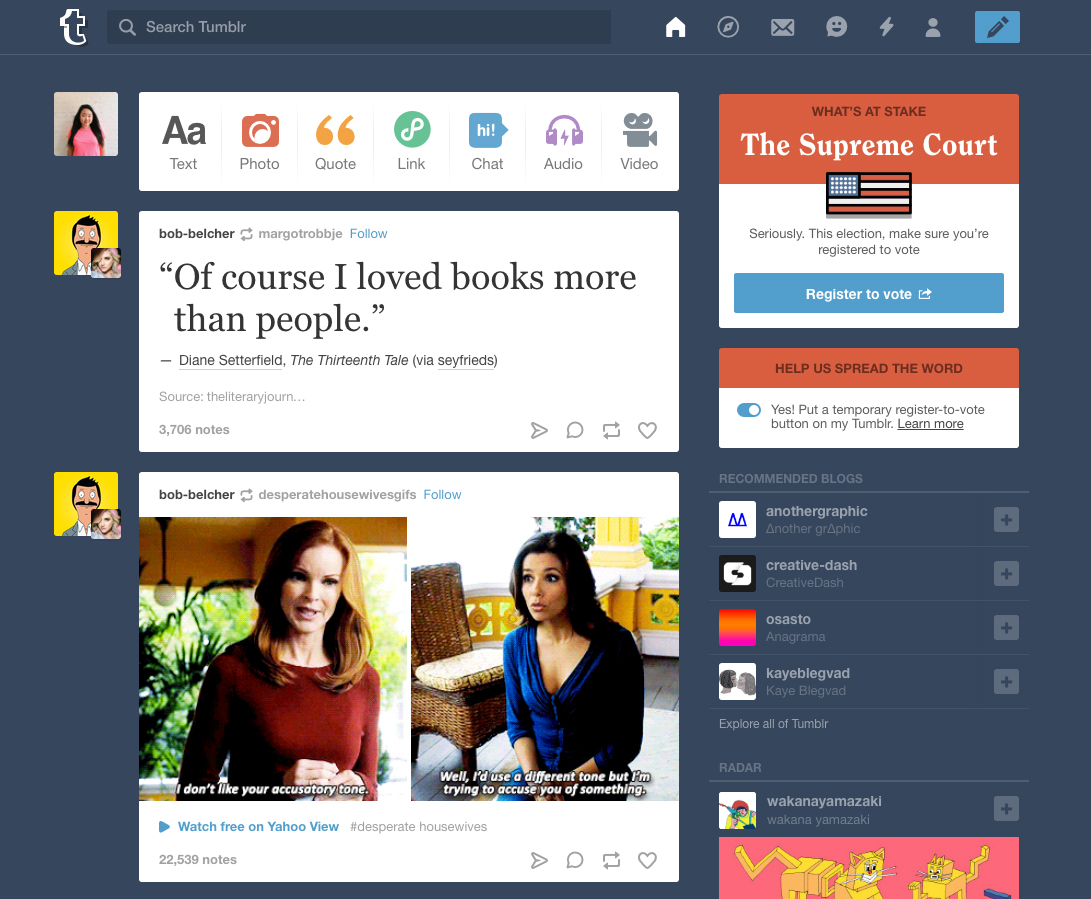 Search Tumblr
Aa
Text
Photo
Quote
Link
hi!
Chat
Audio
Video
bob-belcher margotrobbje Follow
“Of course I loved books more
than people.”
— Diane Setterfield, The Thirteenth Tale (via seyfrieds)
Source: theliteraryjourn…
3,706 notes
bob-belcher desperatehousewivesgifs Follow
I don't like your accusatory tone.
Well, I'd use a different tone but I'm
trying to accuse you of something.
Watch free on Yahoo View #desperate housewives
22,539 notes
WHAT’S AT STAKE
The Supreme Court
Seriously. This election, make sure you’re
registered to vote
Register to vote
HELP US SPREAD THE WORD
Yes! Put a temporary register-to-vote
button on my Tumblr. Learn more
RECOMMENDED BLOGS
anothergraphic
Δnother grΔphic
creative-dash
CreativeDash
osasto
Anagrama
kayeblegvad
Kaye Blegvad
Explore all of Tumblr
RADAR
wakanayamazaki
wakana yamazaki